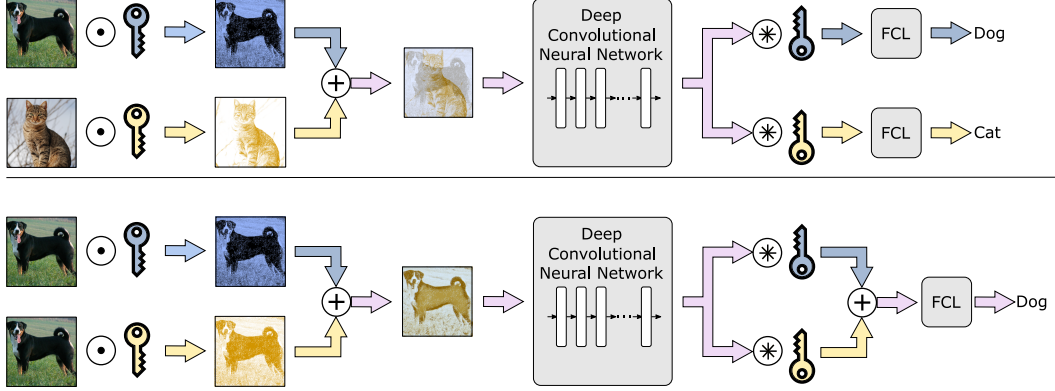 Deep
Convolutional
Neural Network
FCL
Dog
FCL
Cat
Deep
Convolutional
Neural Network
FCL
Dog